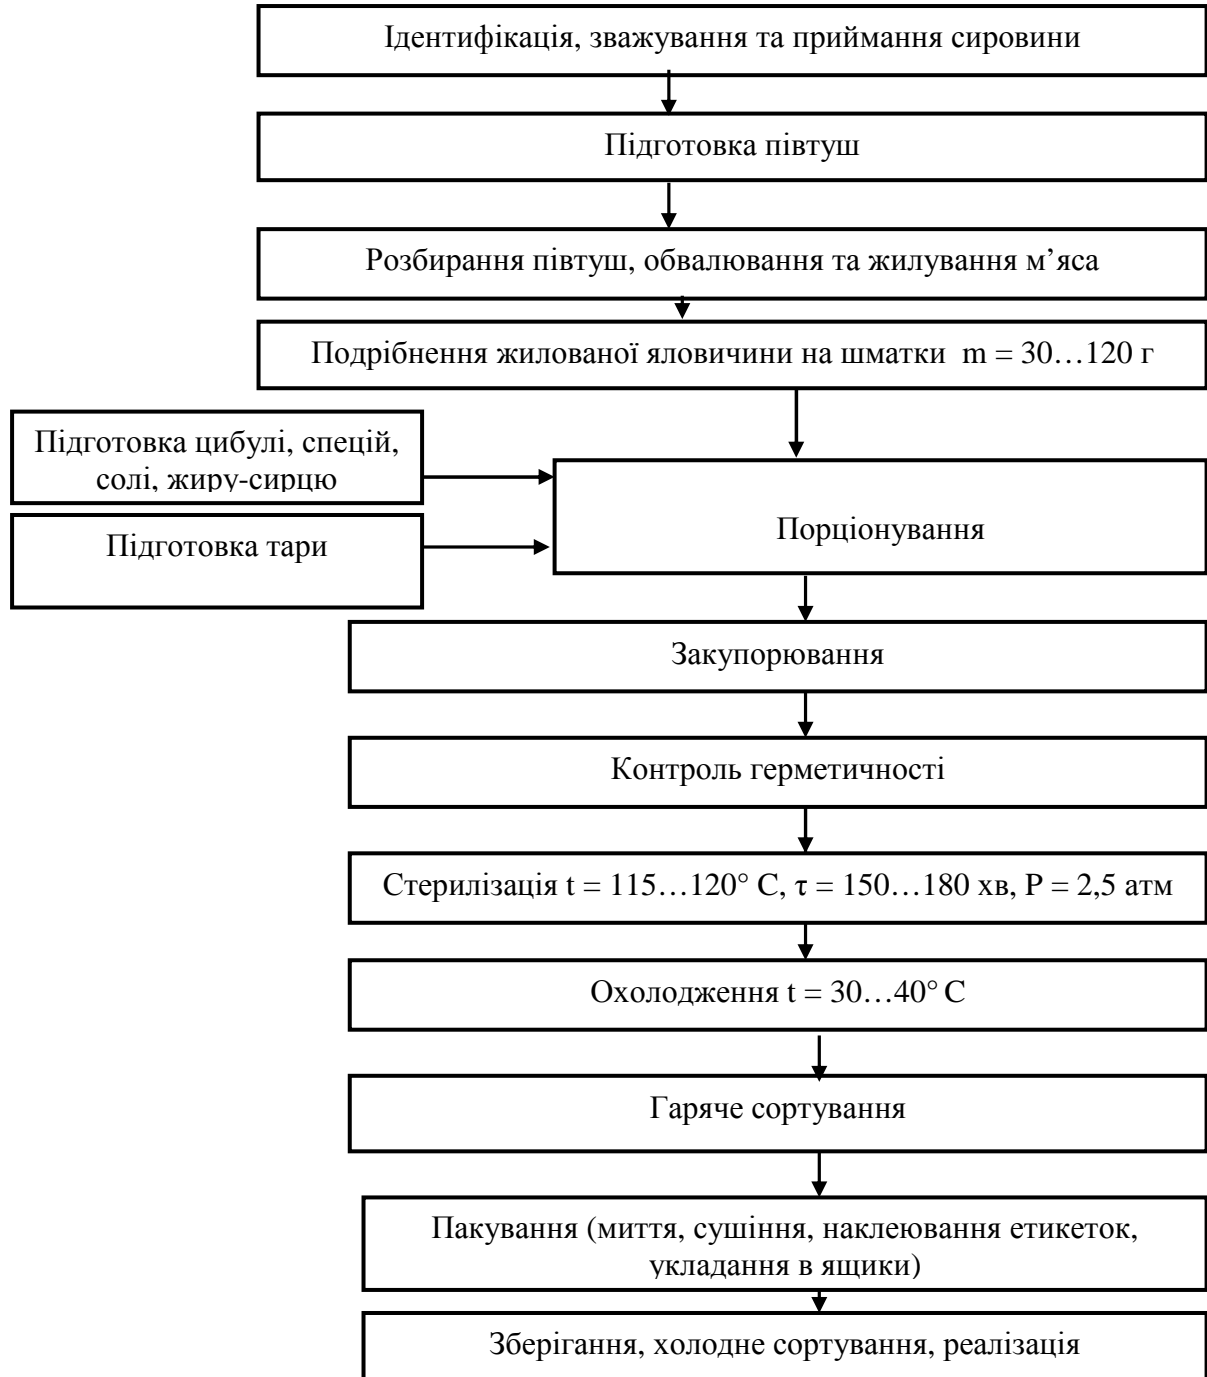 Ідентифікація, зважування та приймання сировини
Підготовка півтуш
Розбирання півтуш, обвалювання та жилування м’яса
Подрібнення жилованої яловичини на шматки m = 30…120 г
Підготовка цибулі, спецій,
солі, жиру-сирцю
Підготовка тари
Порціонування
Закупорювання
Контроль герметичності
Стерилізація t = 115…120° С, τ = 150…180 хв, Р = 2,5 атм
Охолодження t = 30…40° С
Гаряче сортування
Пакування (миття, сушіння, наклеювання етикеток,
укладання в ящики)
Зберігання, холодне сортування, реалізація